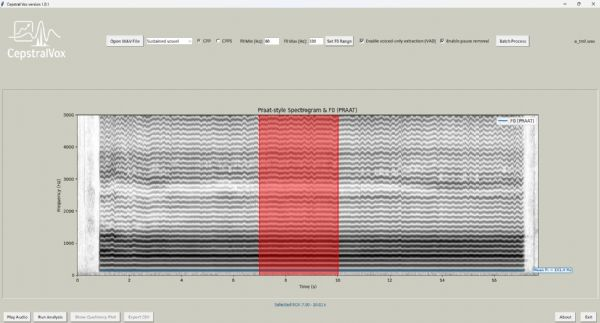 Cepstral Vox version 1.0.1
CepstralVox
Open WAV File
Sustained vowel
CPP
CPPS
F0 Min [Hz]: 60
F0 Max [Hz]: 300
Set F0 Range
Enable voiced-only extraction (VAD)
Enable pause removal
Batch Process
Praat-style Spectrogram & F0 (PRAAT)
F0 (PRAAT)
Frequency (Hz)
5000
4000
3000
2000
1000
0
0 2 4 6 8 10 12 14 16
Time (s)
Play Audio
Run Analysis
Show Quefrency Plot
Export CSV
About
Exit